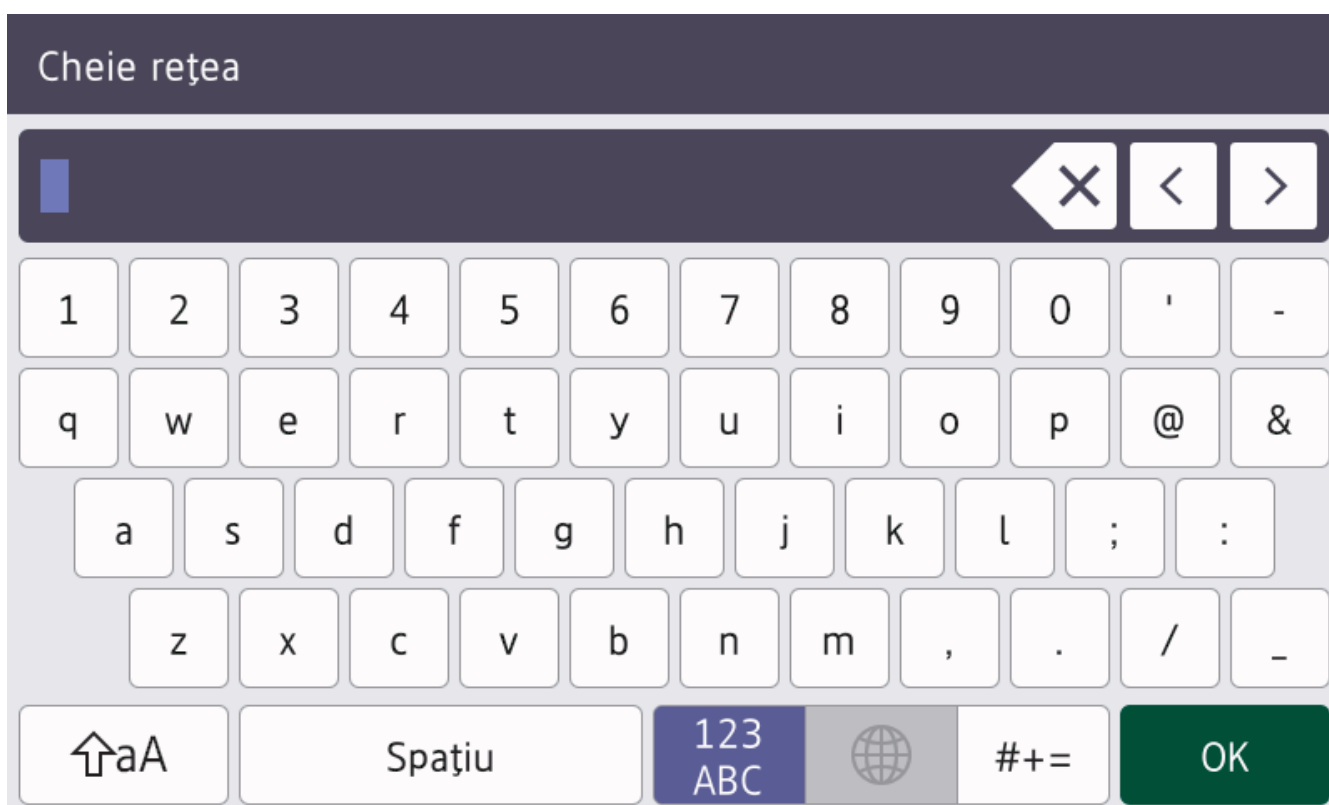 Cheie rețea
1 2 3 4 5 6 7 8 9 0 ' -
q w e r t y u i o p @ &
a s d f g h j k l ; :
z x c v b n m , . / _
aA Spațiu 123 ABC #+= OK